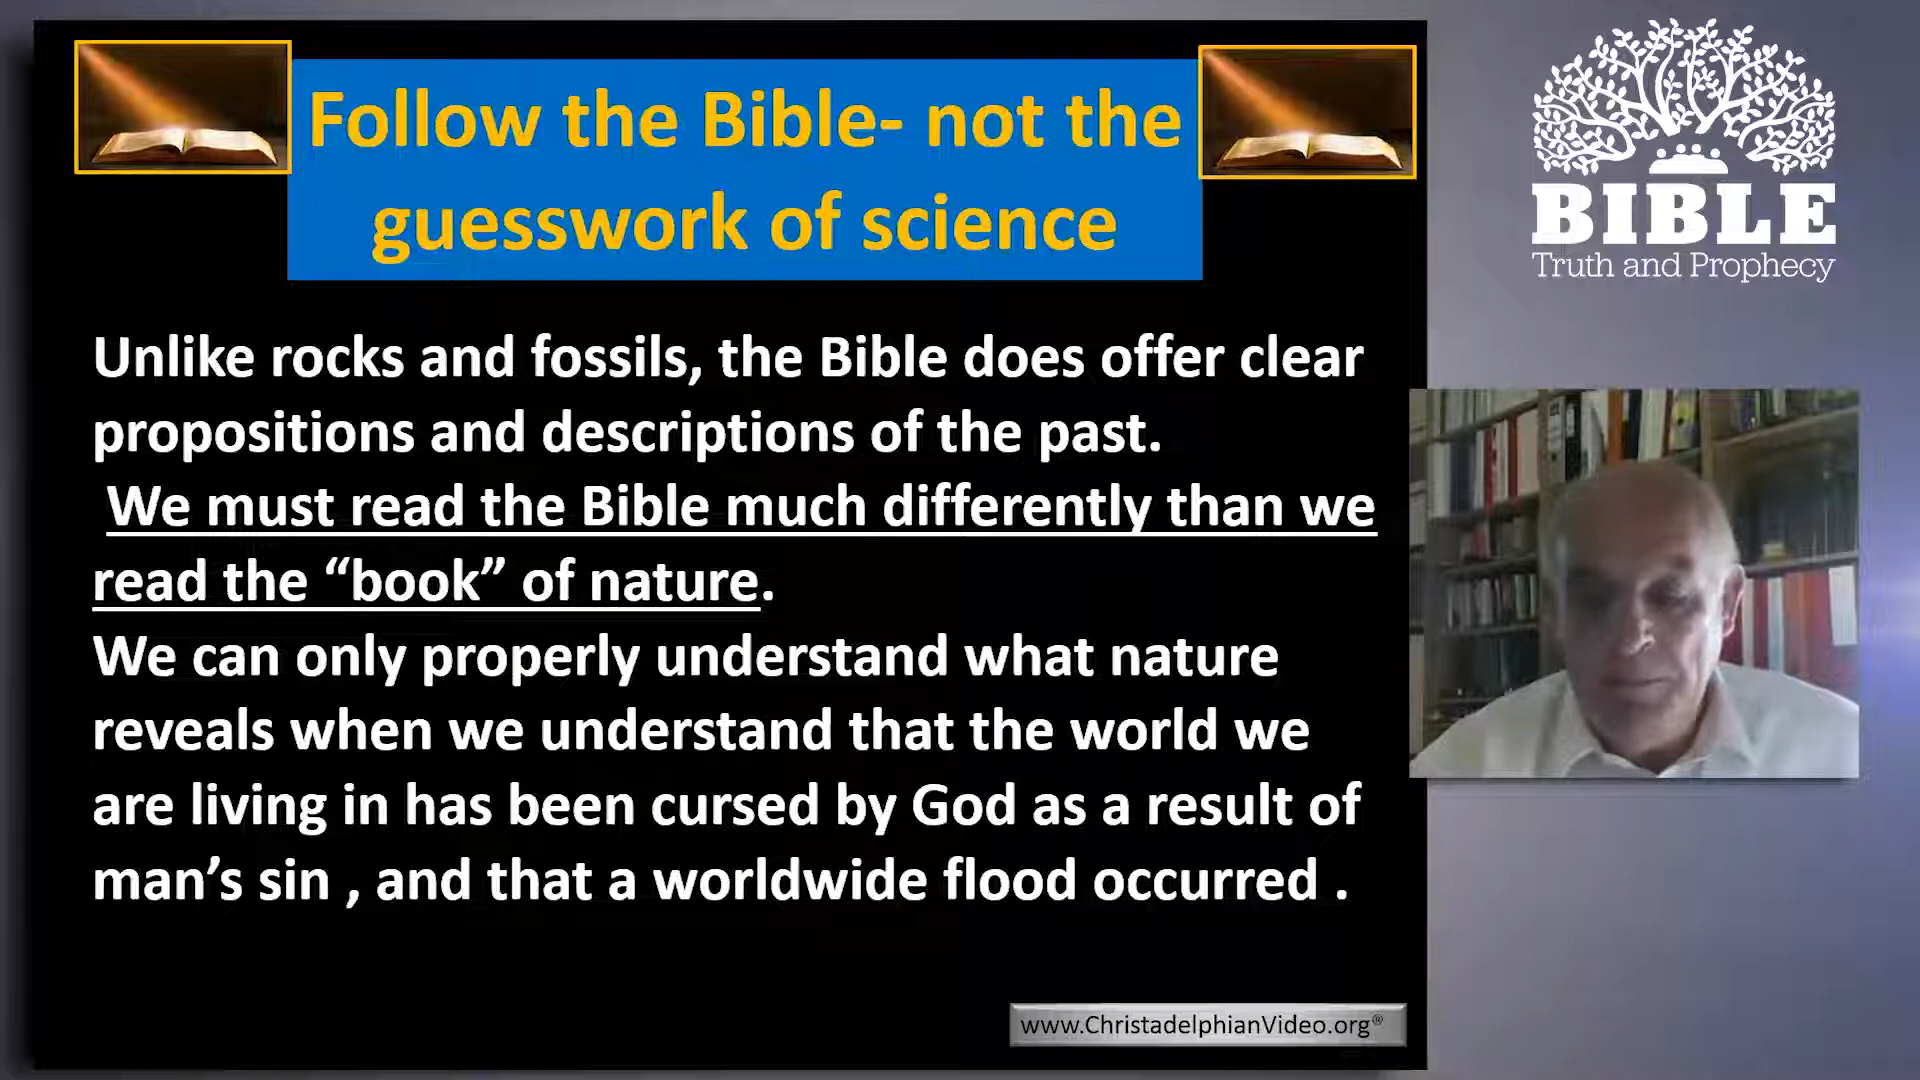 Follow the Bible- not the
guesswork of science
BIBLE
Truth and Prophecy
Unlike rocks and fossils, the Bible does offer clear
propositions and descriptions of the past.
We must read the Bible much differently than we
read the “book” of nature.
We can only properly understand what nature
reveals when we understand that the world we
are living in has been cursed by God as a result of
man’s sin , and that a worldwide flood occurred .
www.ChristadelphianVideo.org®